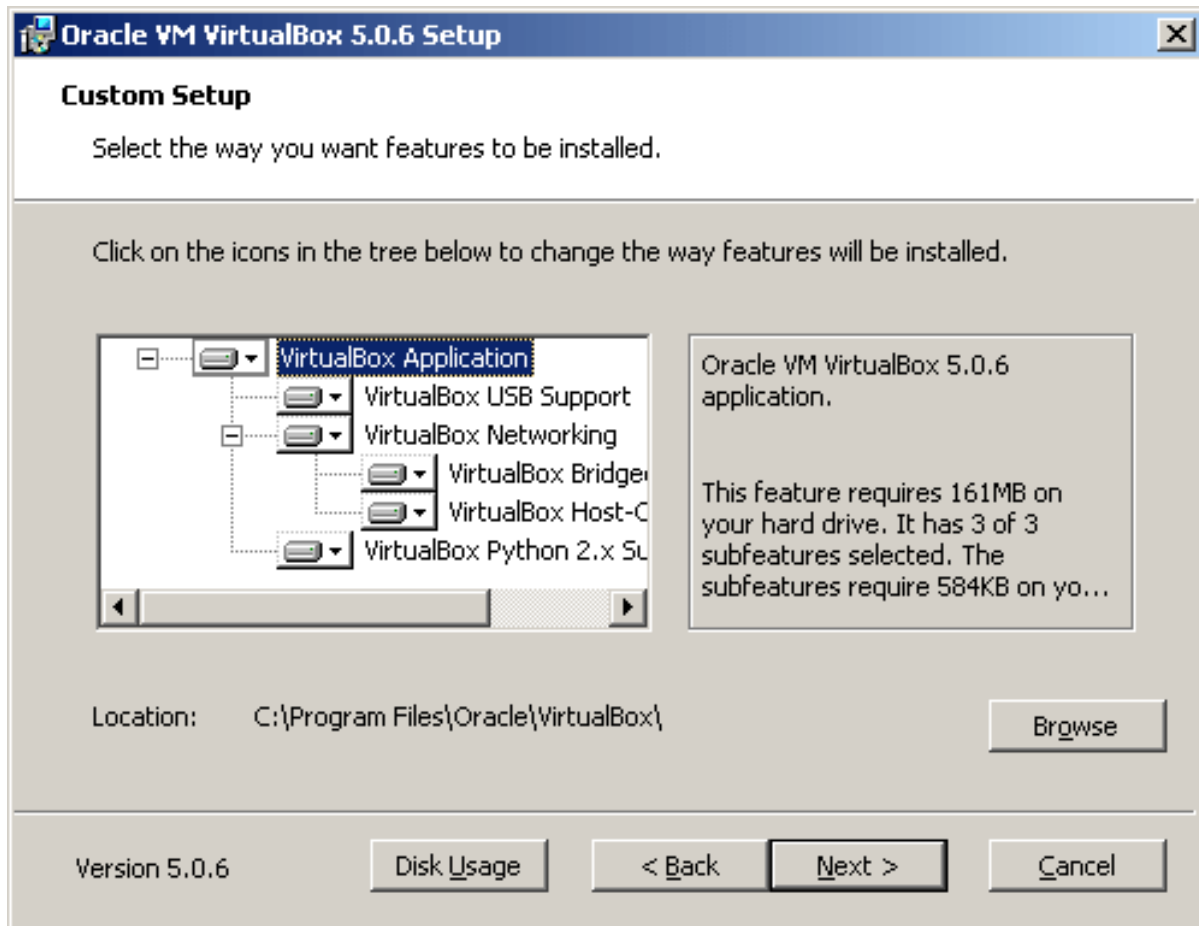 Oracle VM VirtualBox 5.0.6 Setup
Custom Setup
Select the way you want features to be installed.
Click on the icons in the tree below to change the way features will be installed.
VirtualBox Application
VirtualBox USB Support
VirtualBox Networking
VirtualBox Bridge
VirtualBox Host-C
VirtualBox Python 2.x Su
Oracle VM VirtualBox 5.0.6
application.
This feature requires 161MB on
your hard drive. It has 3 of 3
subfeatures selected. The
subfeatures require 584KB on yo...
Location: C:\Program Files\Oracle\VirtualBox\
Browse
Version 5.0.6
Disk Usage
< Back
Next >
Cancel